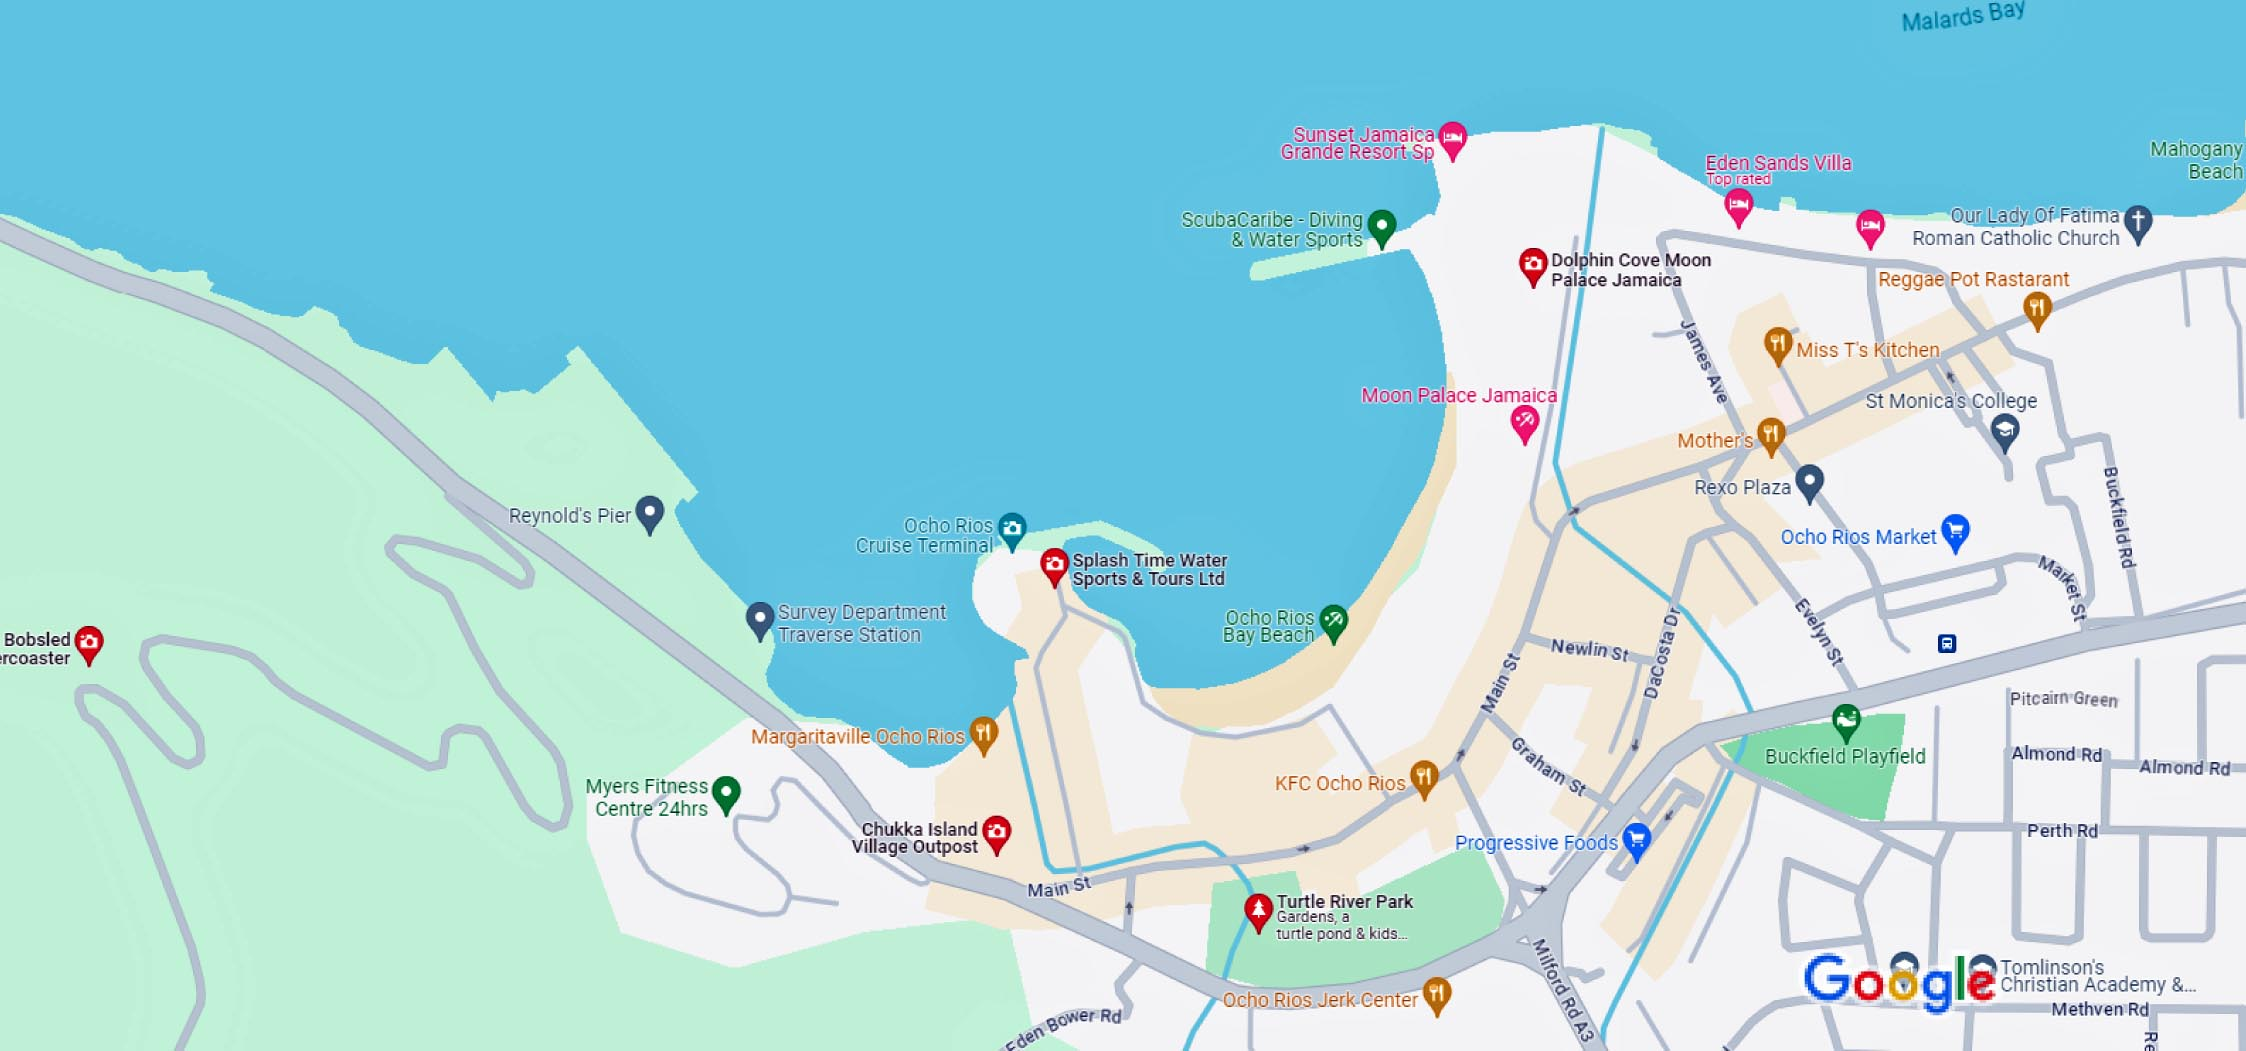 Malards Bay
Sunset Jamaica
Grande Resort Sp
Mahogany
Beach
Eden Sands Villa
Top rated
ScubaCaribe - Diving
& Water Sports
Our Lady Of Fatima
Roman Catholic Church
Dolphin Cove Moon
Palace Jamaica
Reggae Pot Rastarant
James Ave
Miss T's Kitchen
Moon Palace Jamaica
St Monica's College
Mother's
Rexo Plaza
Buckfield Rd
Reynold's Pier
Ocho Rios
Cruise Terminal
Ocho Rios Market
Splash Time Water
Sports & Tours Ltd
Market St
Survey Department
Traverse Station
Ocho Rios
Bay Beach
Evelyn St
Bobsled
ercoaster
Newlin St
DaCosta Dr
Main St
Pitcairn Green
Margaritaville Ocho Rios
Graham St
Buckfield Playfield
Almond Rd
Almond Rd
Myers Fitness
Centre 24hrs
KFC Ocho Rios
Chukka Island
Village Outpost
Progressive Foods
Perth Rd
Main St
Turtle River Park
Gardens, a
turtle pond & kids...
Milford Rd A3
Ocho Rios Jerk Center
Google
Tomlinson's
Christian Academy &...
Methven Rd
Eden Bower Rd
Re